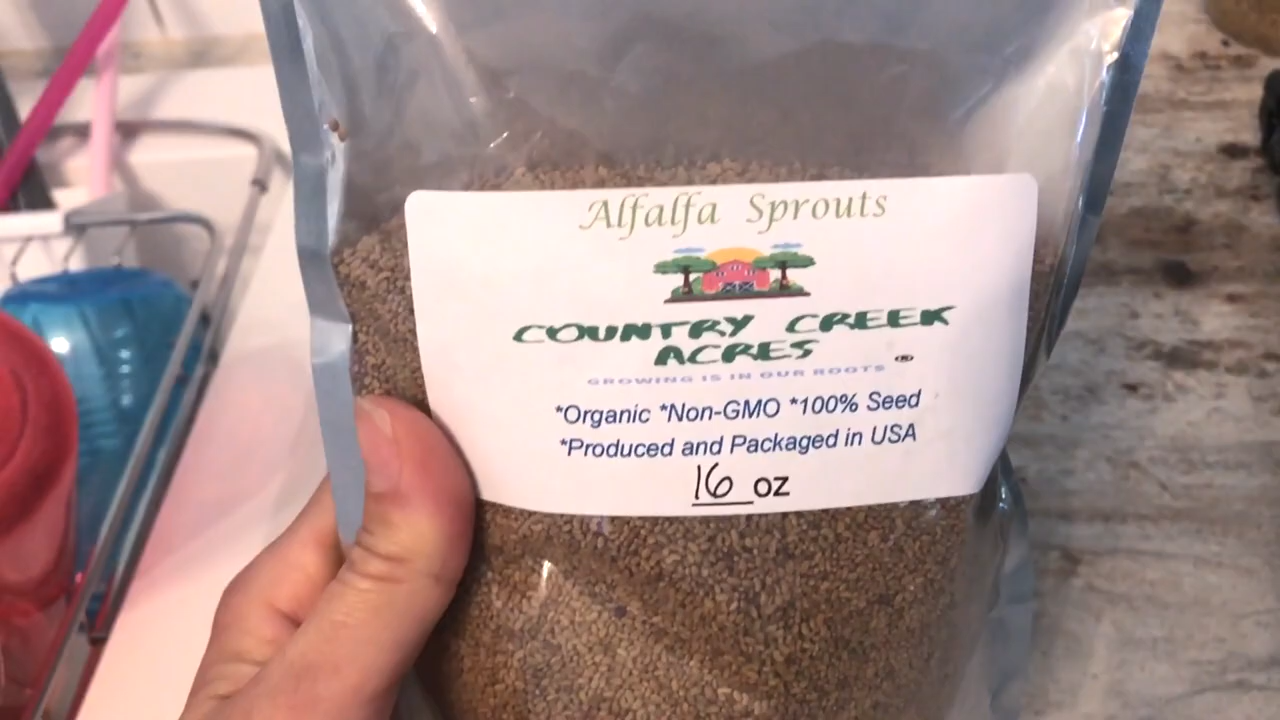 Alfalfa Sprouts
COUNTRY CREEK
ACRES ®
GROWING IS IN OUR ROOTS
*Organic *Non-GMO *100% Seed
*Produced and Packaged in USA
16 oz